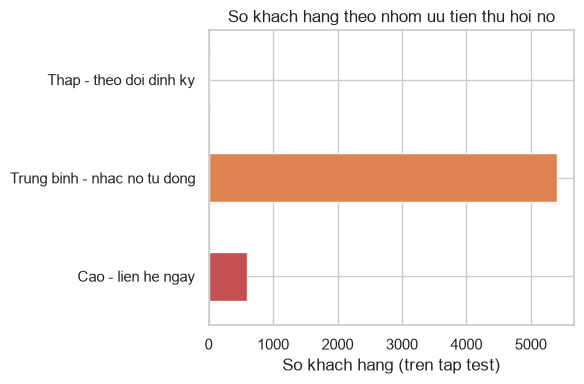 So khach hang theo nhom uu tien thu hoi no
Thap - theo doi dinh ky
Trung binh - nhac no tu dong
Cao - lien he ngay
0 1000 2000 3000 4000 5000
So khach hang (tren tap test)